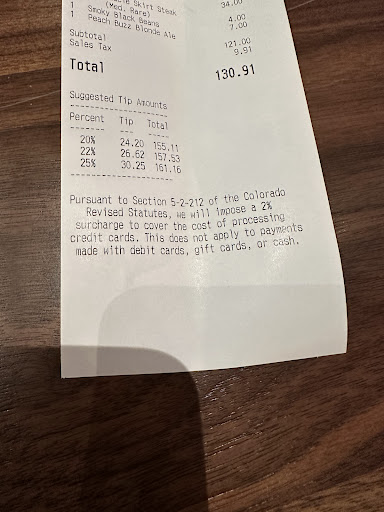 Skirt Steak 34.00
(Med. Rare)
1 Smoky Black Beans 4.00
1 Peach Buzz Blonde Ale 7.00
Subtotal 121.00
Sales Tax 9.91
Total 130.91
Suggested Tip Amounts
--------------------
Percent Tip Total
------- --- -----
20% 24.20 155.11
22% 26.62 157.53
25% 30.25 161.16
--------------------
Pursuant to Section 5-2-212 of the Colorado
Revised Statutes, we will impose a 2%
surcharge to cover the cost of processing
credit cards. This does not apply to payments
made with debit cards, gift cards, or cash.